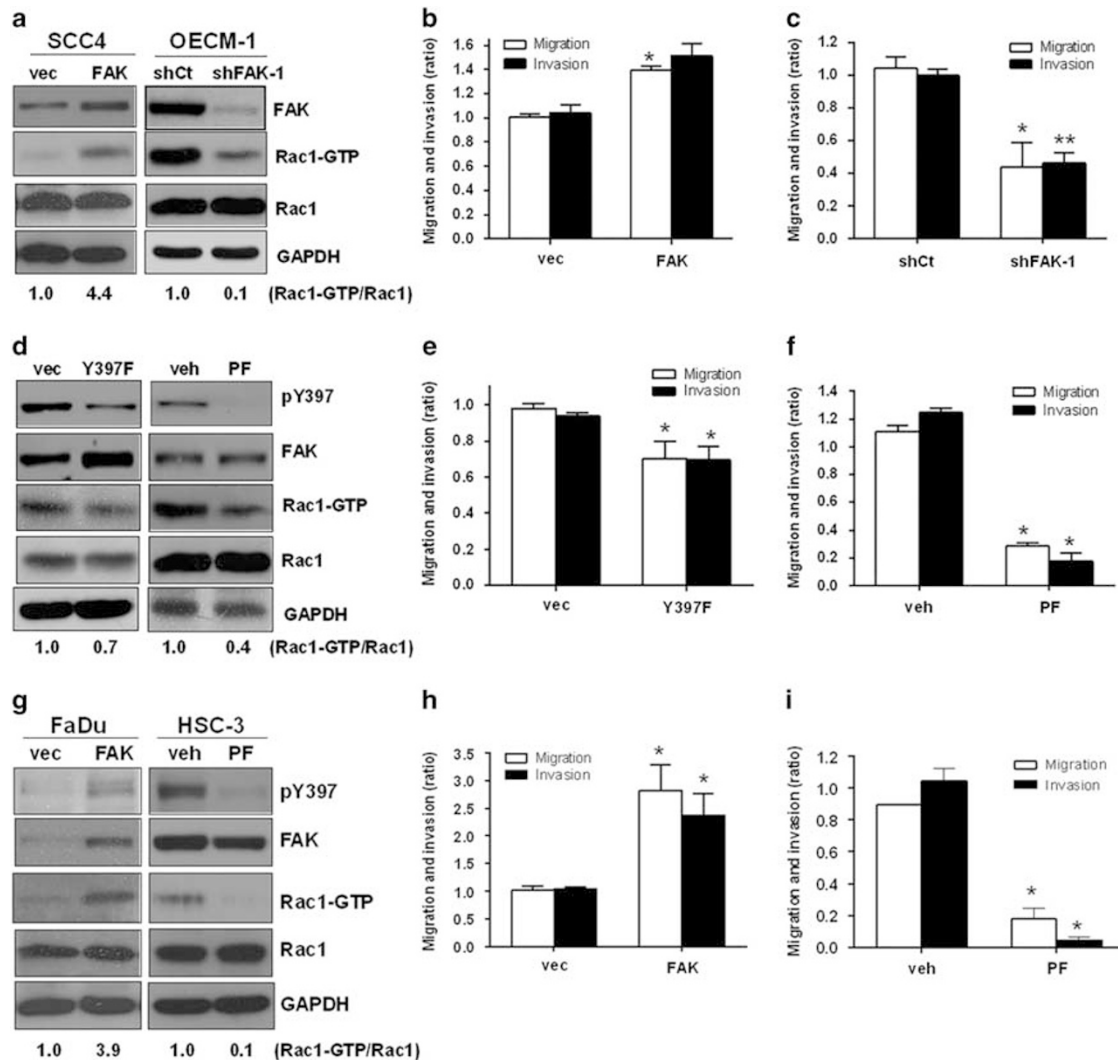 a
SCC4 OECM-1
vec FAK shCt shFAK-1
FAK
Rac1-GTP
Rac1
GAPDH
1.0 4.4 1.0 0.1 (Rac1-GTP/Rac1)
b
Migration and invasion (ratio)
1.6
1.4
1.2
1.0
0.8
0.6
0.4
0.2
0.0
Migration
Invasion
*
vec FAK
c
Migration and invasion (ratio)
1.2
1.0
0.8
0.6
0.4
0.2
0.0
Migration
Invasion
* **
shCt shFAK-1
d
vec Y397F veh PF
pY397
FAK
Rac1-GTP
Rac1
GAPDH
1.0 0.7 1.0 0.4 (Rac1-GTP/Rac1)
e
Migration and invasion (ratio)
1.0
0.8
0.6
0.4
0.2
0.0
Migration
Invasion
* *
vec Y397F
f
Migration and invasion (ratio)
1.4
1.2
1.0
0.8
0.6
0.4
0.2
0.0
Migration
Invasion
* *
veh PF
g
FaDu HSC-3
vec FAK veh PF
pY397
FAK
Rac1-GTP
Rac1
GAPDH
1.0 3.9 1.0 0.1 (Rac1-GTP/Rac1)
h
Migration and invasion (ratio)
3.5
3.0
2.5
2.0
1.5
1.0
0.5
0.0
Migration
Invasion
* *
vec FAK
i
Migration and invasion (ratio)
1.2
1.0
0.8
0.6
0.4
0.2
0.0
Migration
Invasion
* *
veh PF